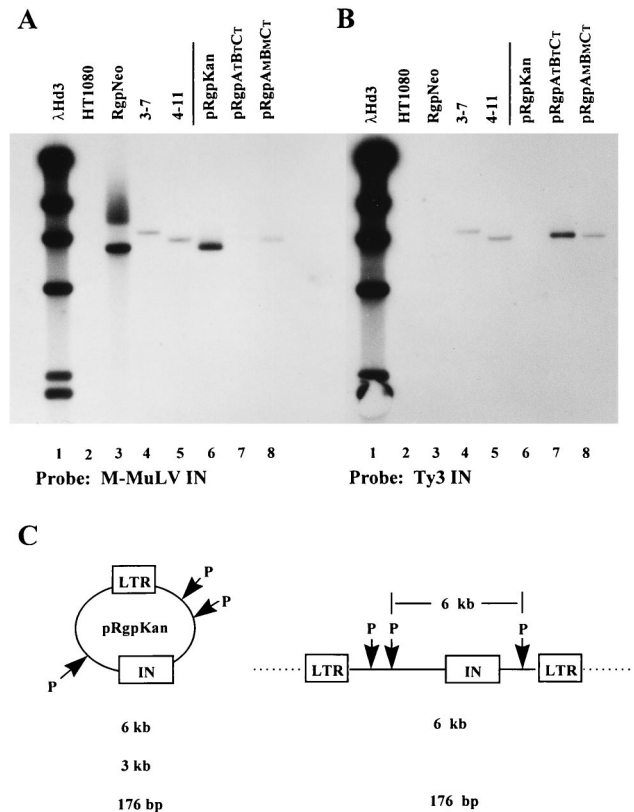 A
λHd3
HT1080
RgpNeo
3-7
4-11
pRgpKan
pRgpATBTCT
pRgpAMBMCT
1 2 3 4 5 6 7 8
Probe: M-MuLV IN
B
λHd3
HT1080
RgpNeo
3-7
4-11
pRgpKan
pRgpATBTCT
pRgpAMBMCT
1 2 3 4 5 6 7 8
Probe: Ty3 IN
C
LTR
P
P
pRgpKan
P
IN
6 kb
3 kb
176 bp
6 kb
P P P
LTR IN LTR
6 kb
176 bp